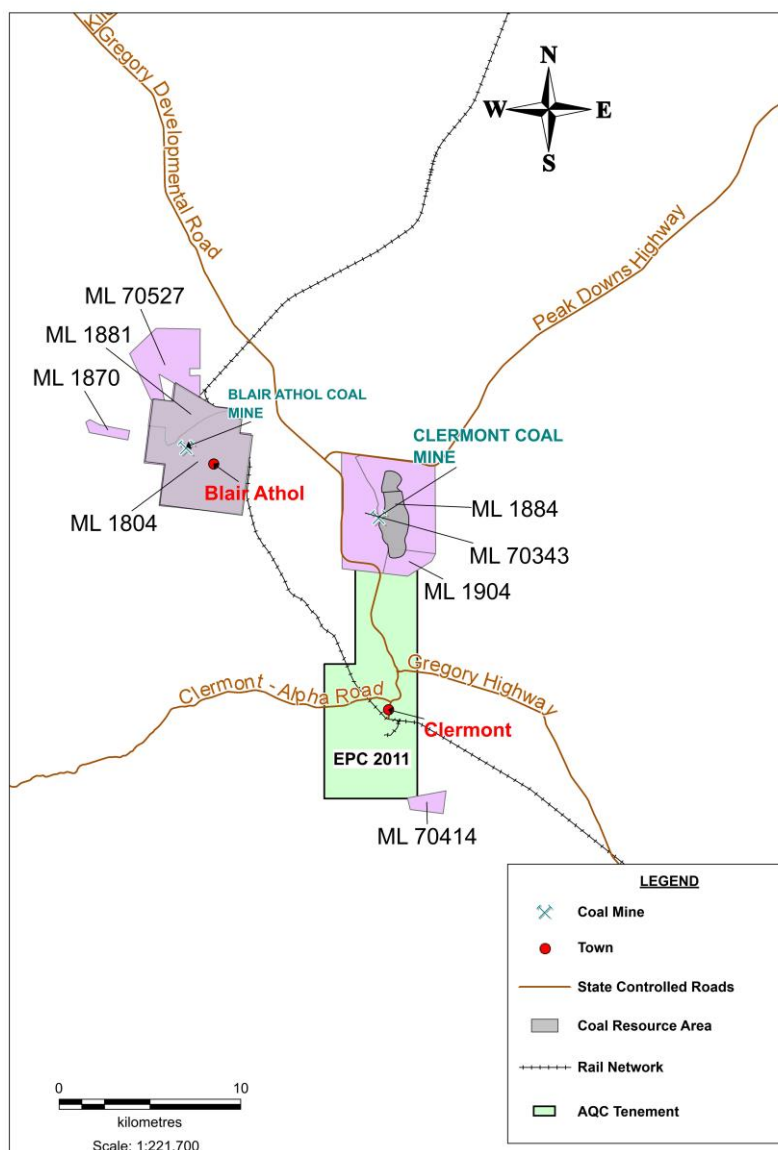 N
W
E
S
Gregory Developmental Road
Peak Downs Highway
ML 70527
ML 1881
ML 1870
BLAIR ATHOL COAL
MINE
CLERMONT COAL
MINE
Blair Athol
ML 1884
ML 1804
ML 70343
ML 1904
Gregory Highway
Clermont - Alpha Road
Clermont
EPC 2011
ML 70414
LEGEND
Coal Mine
Town
State Controlled Roads
Coal Resource Area
Rail Network
AQC Tenement
0
10
kilometres
Scale: 1:221,700